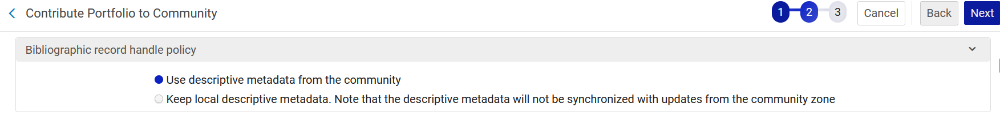 Contribute Portfolio to Community
1 2 3 Cancel Back Next
Bibliographic record handle policy
Use descriptive metadata from the community
Keep local descriptive metadata. Note that the descriptive metadata will not be synchronized with updates from the community zone